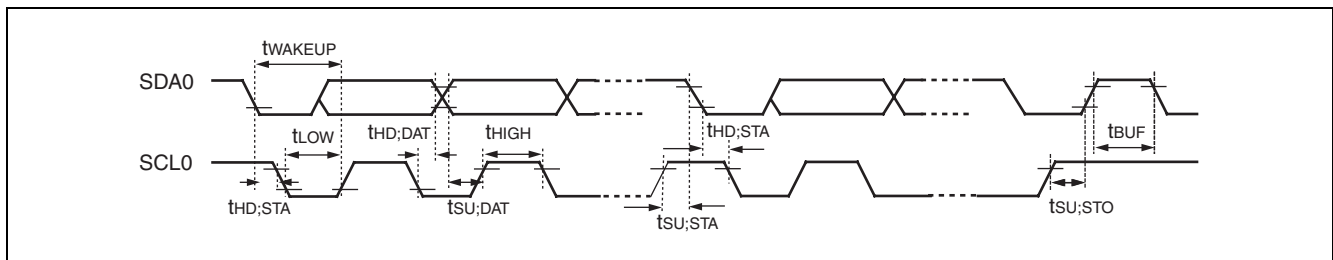 tWAKEUP
SDA0
tLOW
tHD;DAT
tHIGH
tHD;STA
tBUF
SCL0
tHD;STA
tSU;DAT
tSU;STA
tSU;STO